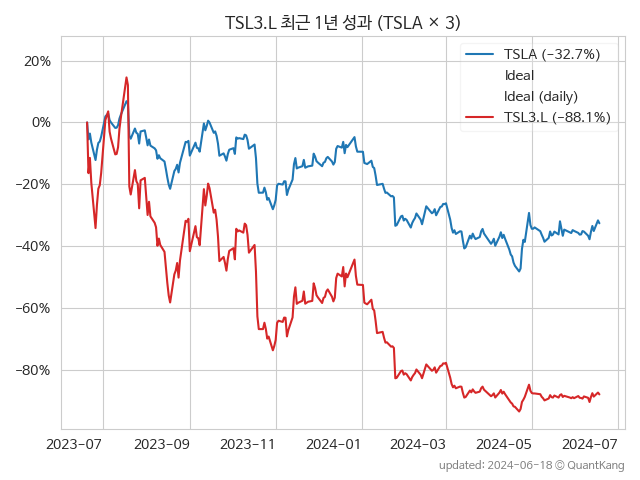 TSL3.L 최근 1년 성과 (TSLA × 3)
TSLA (−32.7%)
Ideal
Ideal (daily)
TSL3.L (−88.1%)
20%
0%
−20%
−40%
−60%
−80%
2023-07 2023-09 2023-11 2024-01 2024-03 2024-05 2024-07
updated: 2024-06-18 © QuantKang